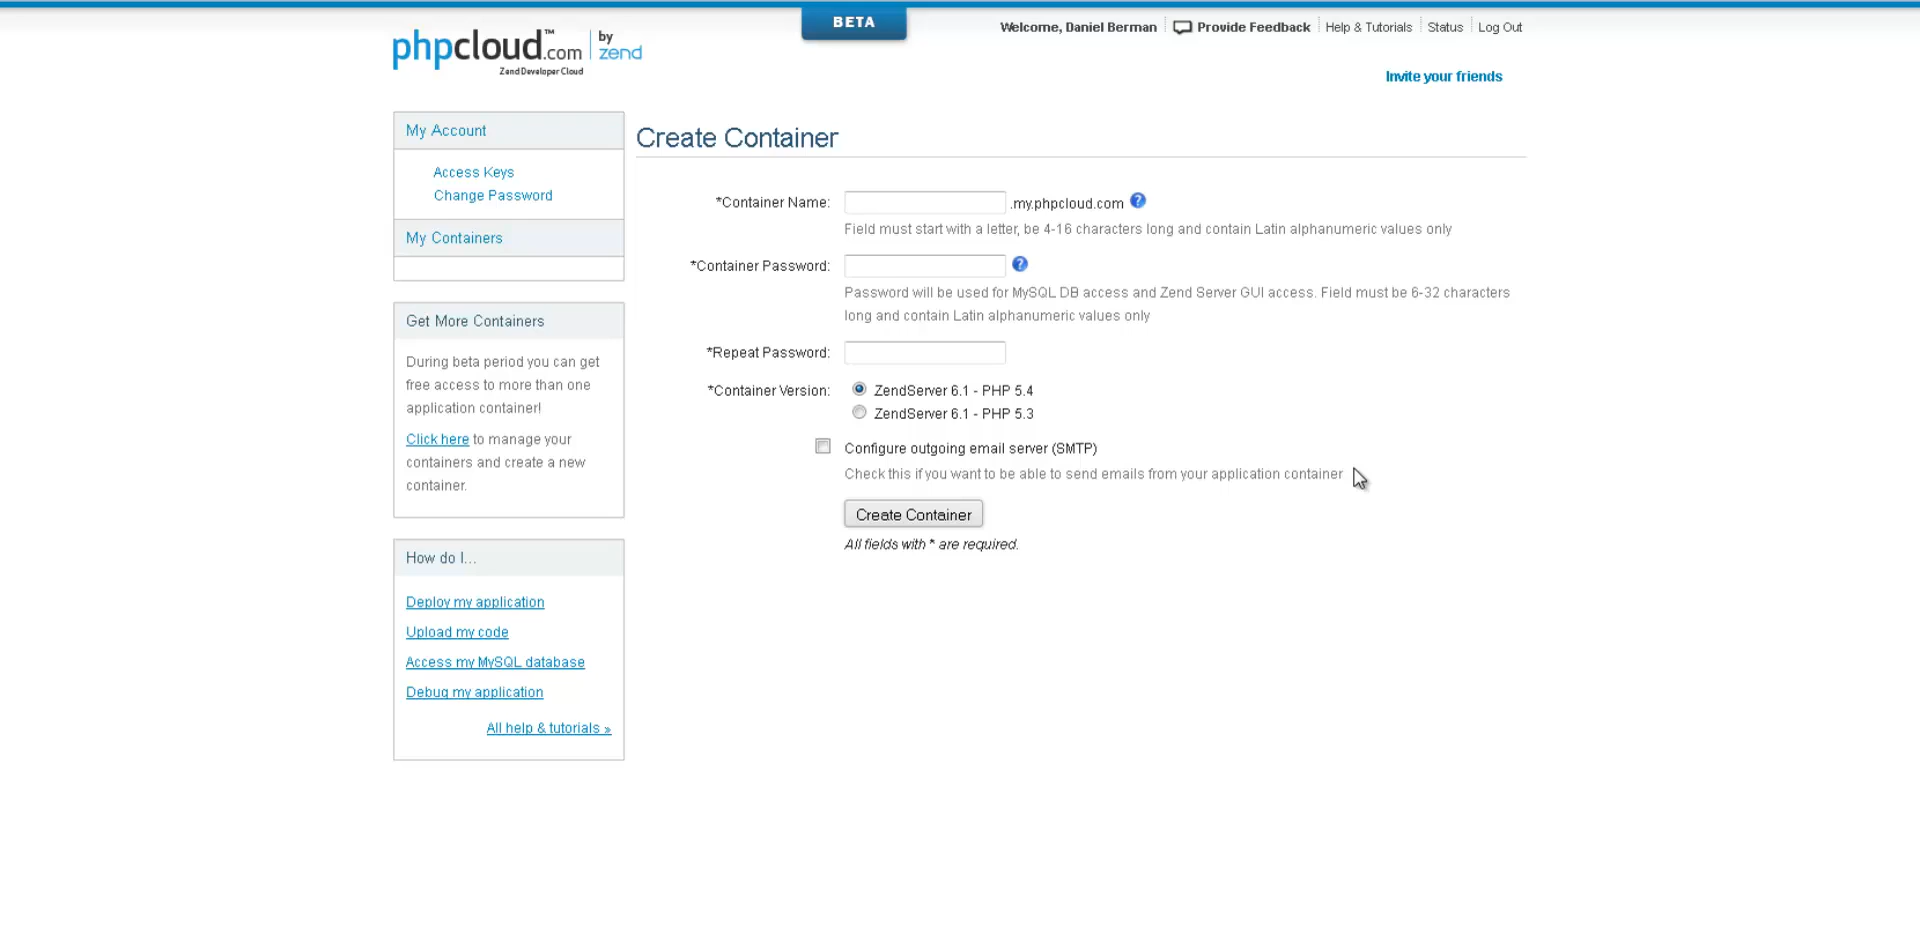 BETA
Welcome, Daniel Berman
Provide Feedback
Help & Tutorials
Status
Log Out
phpcloud.com™ by zend
Zend Developer Cloud
Invite your friends
My Account
Access Keys
Change Password
My Containers
Get More Containers
During beta period you can get
free access to more than one
application container!
Click here to manage your
containers and create a new
container.
How do I...
Deploy my application
Upload my code
Access my MySQL database
Debug my application
All help & tutorials »
Create Container
*Container Name: .my.phpcloud.com ?
Field must start with a letter, be 4-16 characters long and contain Latin alphanumeric values only
*Container Password: ?
Password will be used for MySQL DB access and Zend Server GUI access. Field must be 6-32 characters
long and contain Latin alphanumeric values only
*Repeat Password:
*Container Version: ZendServer 6.1 - PHP 5.4
ZendServer 6.1 - PHP 5.3
Configure outgoing email server (SMTP)
Check this if you want to be able to send emails from your application container
Create Container
All fields with * are required.